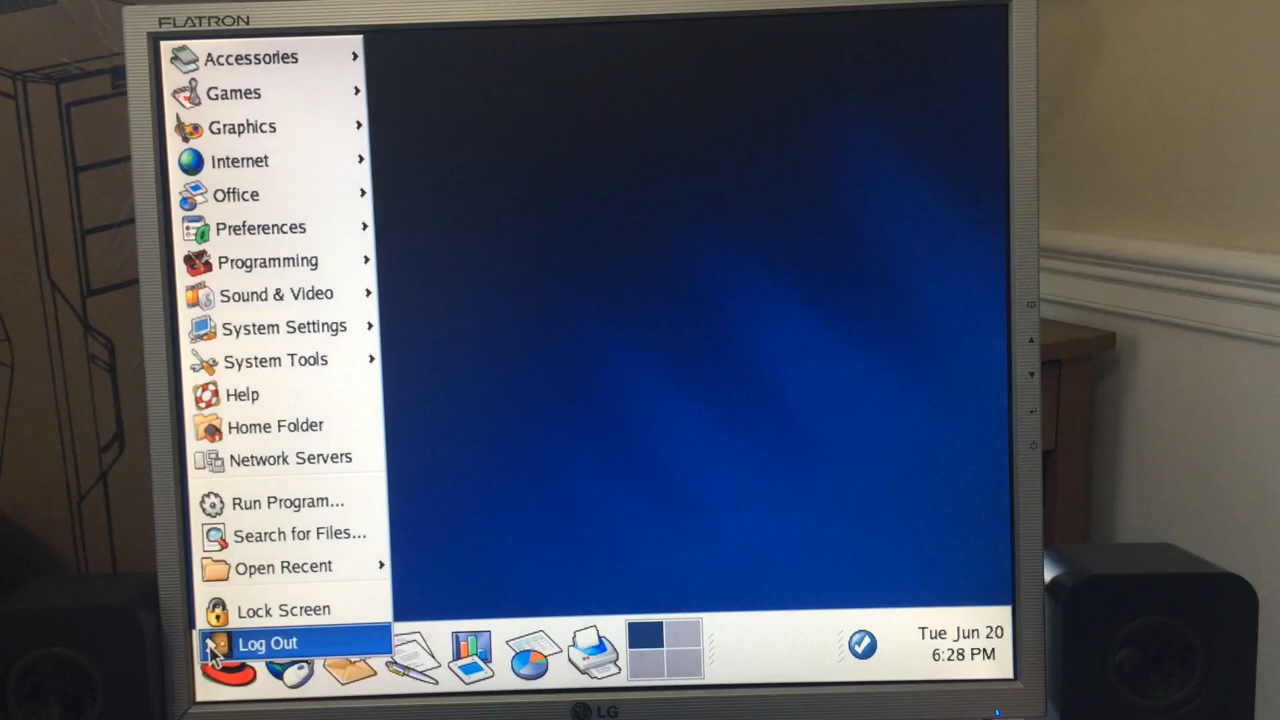 FLATRON
Accessories
Games
Graphics
Internet
Office
Preferences
Programming
Sound & Video
System Settings
System Tools
Help
Home Folder
Network Servers
Run Program...
Search for Files...
Open Recent
Lock Screen
Log Out
Tue Jun 20
6:28 PM
LG